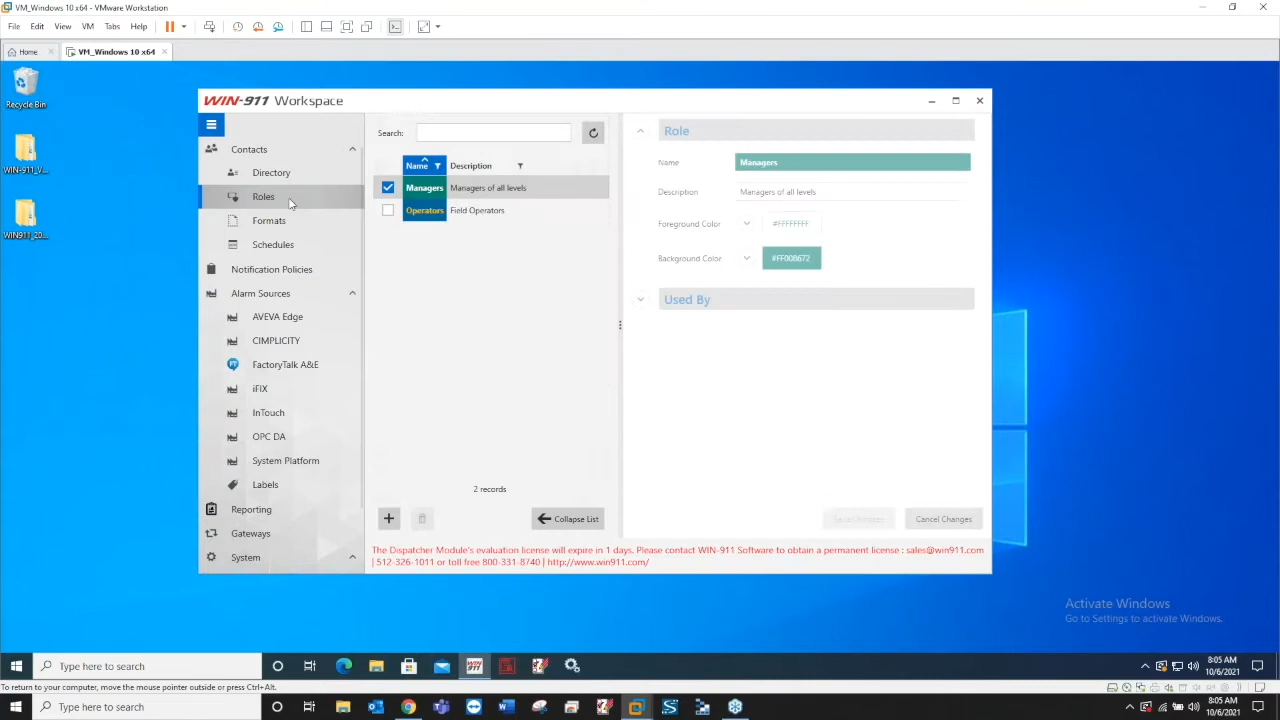 VM_Windows 10 x64 - VMware Workstation
File Edit View VM Tabs Help
Home VM_Windows 10 x64
Recycle Bin
WIN-911_V...
WIN911_20...
WIN-911 Workspace
Contacts
Directory
Roles
Formats
Schedules
Notification Policies
Alarm Sources
AVEVA Edge
CIMPLICITY
FactoryTalk A&E
iFIX
InTouch
OPC DA
System Platform
Labels
Reporting
Gateways
System
Search:
Name Description
Managers Managers of all levels
Operators Field Operators
2 records
Collapse List
Role
Name Managers
Description Managers of all levels
Foreground Color #FFFFFFFF
Background Color #FF008672
Used By
Save Changes Cancel Changes
The Dispatcher Module's evaluation license will expire in 1 days. Please contact WIN-911 Software to obtain a permanent license : sales@win911.com
| 512-326-1011 or toll free 800-331-8740 | http://www.win911.com/
Activate Windows
Go to Settings to activate Windows.
Type here to search
WIN 911
8:05 AM
10/6/2021
To return to your computer, move the mouse pointer outside or press Ctrl+Alt.
Type here to search
8:05 AM
10/6/2021